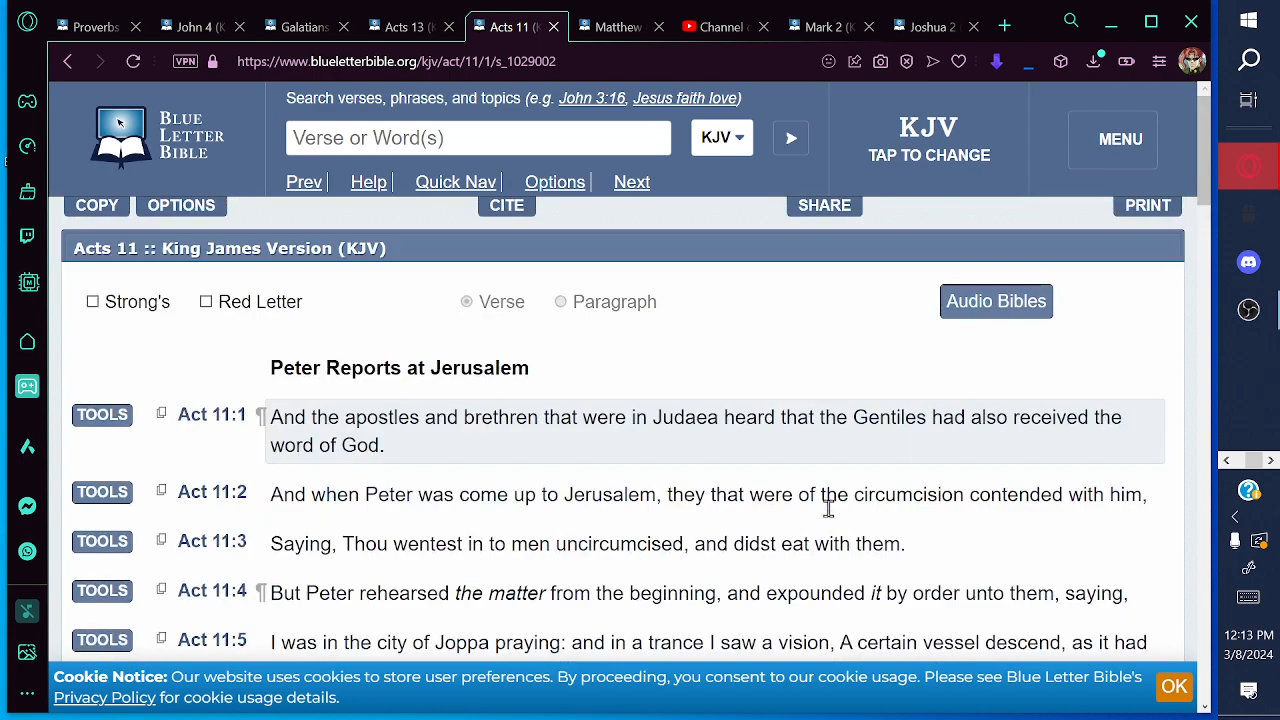 Proverbs
John 4 (
Galatians
Acts 13 (
Acts 11 (
Matthew
Channel c
Mark 2 (K
Joshua 2
VPN
https://www.blueletterbible.org/kjv/act/11/1/s_1029002
BLUE
LETTER
BIBLE
Search verses, phrases, and topics (e.g. John 3:16, Jesus faith love)
Verse or Word(s)
KJV
KJV
TAP TO CHANGE
MENU
Prev Help Quick Nav Options Next
COPY OPTIONS CITE SHARE PRINT
Acts 11 :: King James Version (KJV)
Strong's Red Letter Verse Paragraph Audio Bibles
Peter Reports at Jerusalem
TOOLS Act 11:1 ¶ And the apostles and brethren that were in Judaea heard that the Gentiles had also received the
word of God.
TOOLS Act 11:2 And when Peter was come up to Jerusalem, they that were of the circumcision contended with him,
TOOLS Act 11:3 Saying, Thou wentest in to men uncircumcised, and didst eat with them.
TOOLS Act 11:4 ¶ But Peter rehearsed the matter from the beginning, and expounded it by order unto them, saying,
TOOLS Act 11:5 I was in the city of Joppa praying: and in a trance I saw a vision, A certain vessel descend, as it had
Cookie Notice: Our website uses cookies to store user preferences. By proceeding, you consent to our cookie usage. Please see Blue Letter Bible's
Privacy Policy for cookie usage details.
OK
12:13 PM
3/8/2024